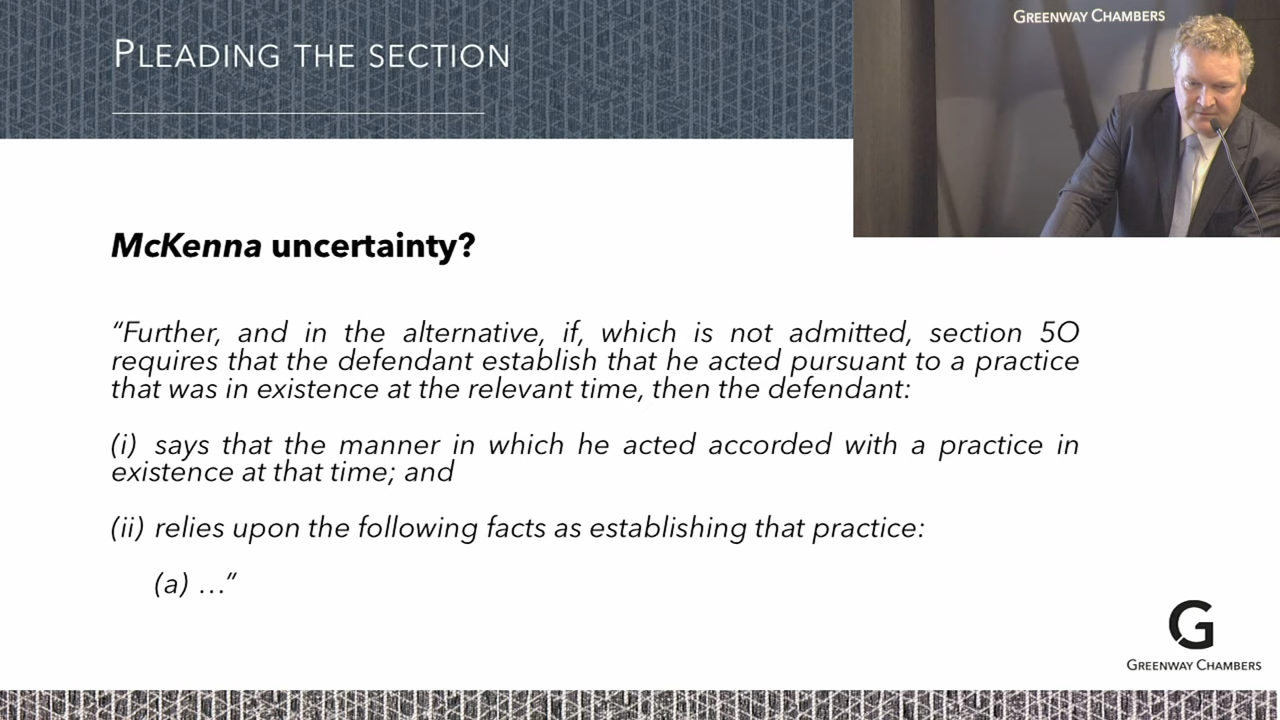 PLEADING THE SECTION
GREENWAY CHAMBERS
McKenna uncertainty?
“Further, and in the alternative, if, which is not admitted, section 5O
requires that the defendant establish that he acted pursuant to a practice
that was in existence at the relevant time, then the defendant:
(i) says that the manner in which he acted accorded with a practice in
existence at that time; and
(ii) relies upon the following facts as establishing that practice:
(a) …”
G
GREENWAY CHAMBERS